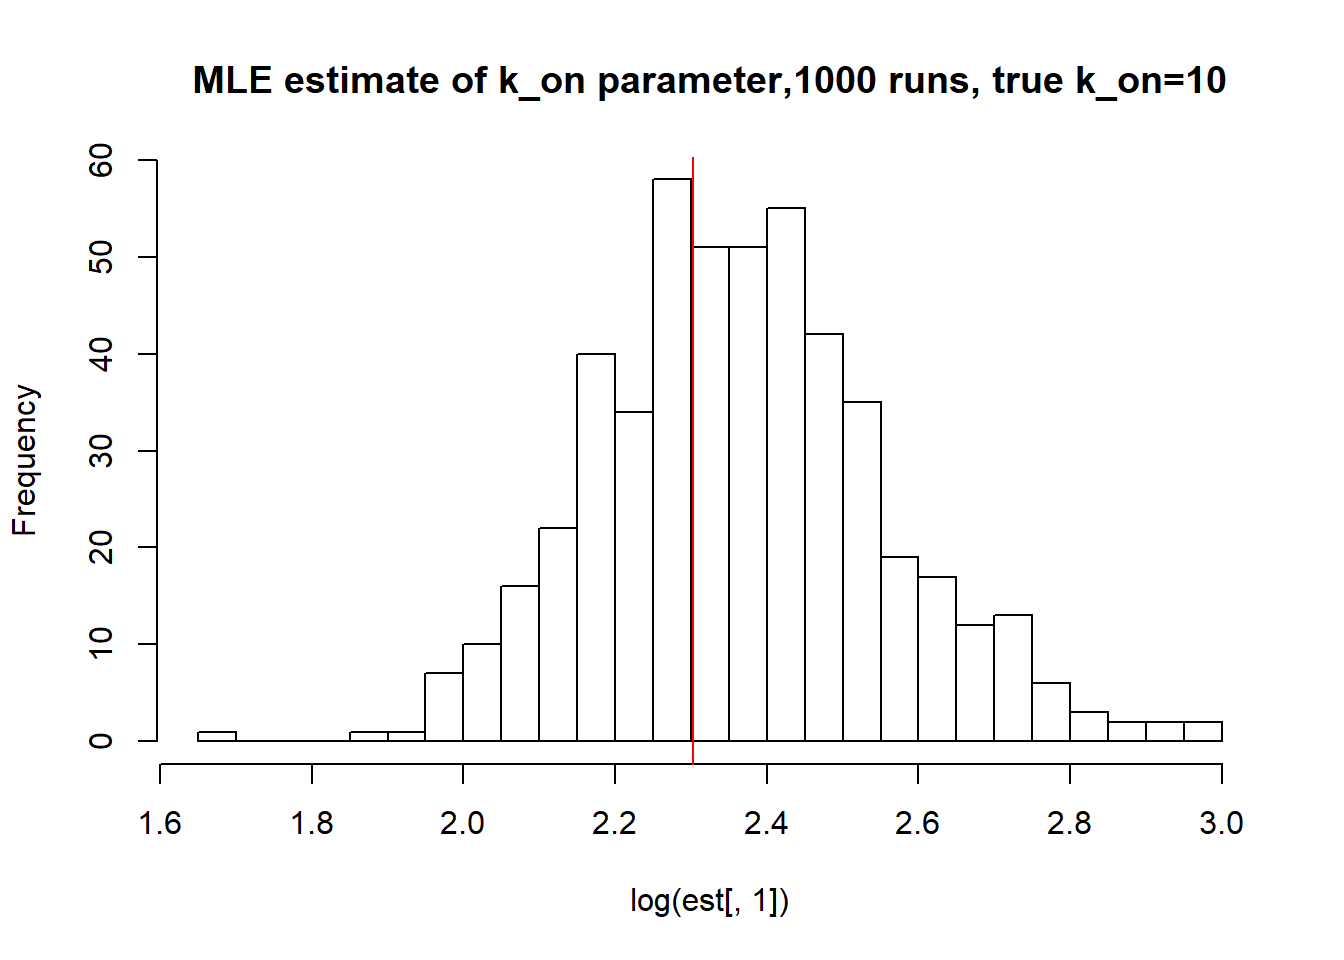 MLE estimate of k_on parameter,1000 runs, true k_on=10
Frequency
60
50
40
30
20
10
0
1.6 1.8 2.0 2.2 2.4 2.6 2.8 3.0
log(est[, 1])